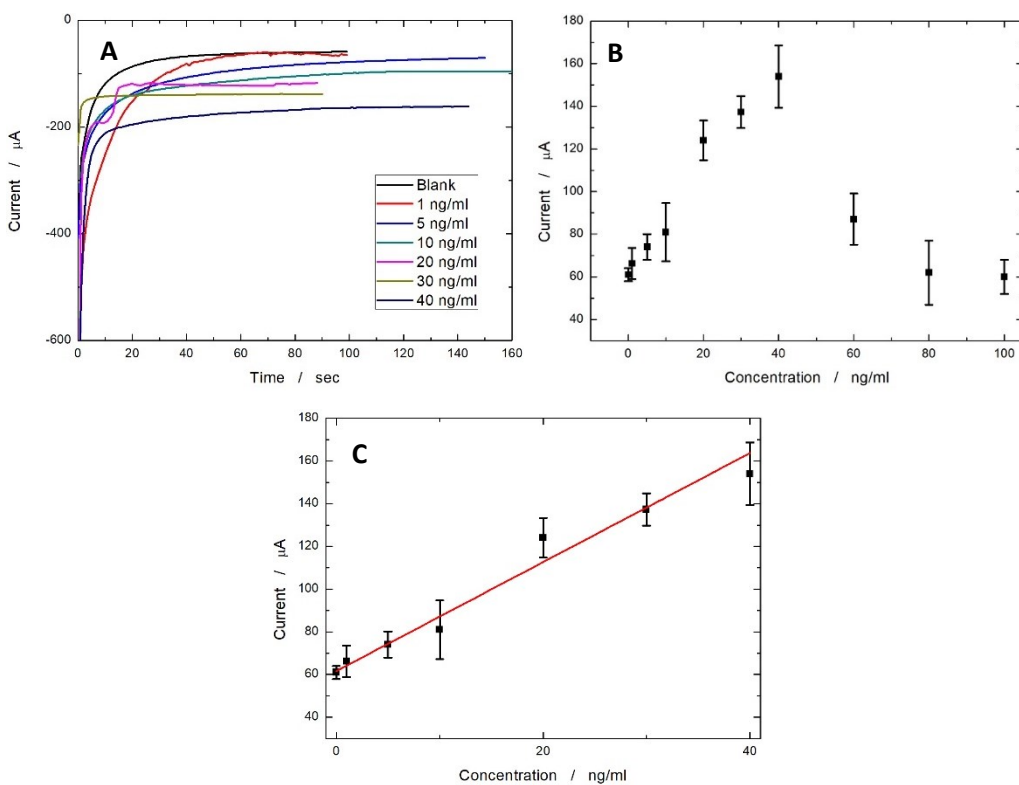 A
0
-200
-400
-600
Current / μA
0 20 40 60 80 100 120 140 160
Time / sec
Blank
1 ng/ml
5 ng/ml
10 ng/ml
20 ng/ml
30 ng/ml
40 ng/ml
B
180
160
140
120
100
80
60
40
Current / μA
0 20 40 60 80 100
Concentration / ng/ml
C
180
160
140
120
100
80
60
40
Current / μA
0 20 40
Concentration / ng/ml